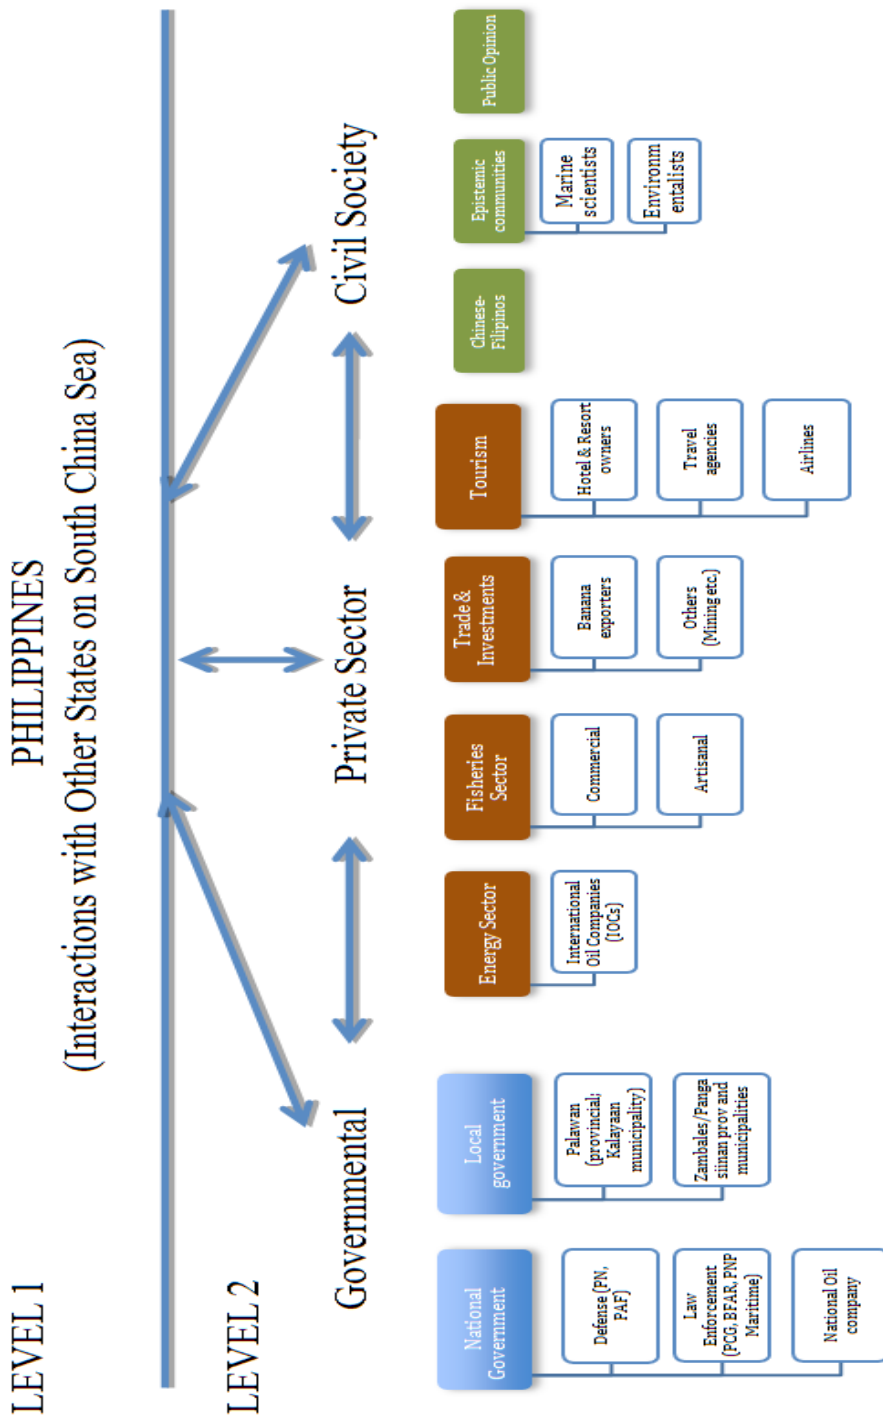 LEVEL 1
PHILIPPINES
(Interactions with Other States on South China Sea)
LEVEL 2
Governmental
Private Sector
Civil Society
National
Government
Defense (PN,
PAF)
Law
Enforcement
(PCG, BFAR, PNP
Maritime)
National Oil
company
Local
government
Palawan
(provincial;
Kalayaan
municipality)
Zambales/Panga
siinan prov and
municipalities
Energy Sector
International
Oil Companies
(IOCs)
Fisheries
Sector
Commercial
Artisanal
Trade &
Investments
Banana
exporters
Others
(Mining etc.)
Tourism
Hotel & Resort
owners
Travel
agencies
Airlines
Chinese-
Filipinos
Epistemic
communities
Marine
scientists
Environm
entalists
Public Opinion